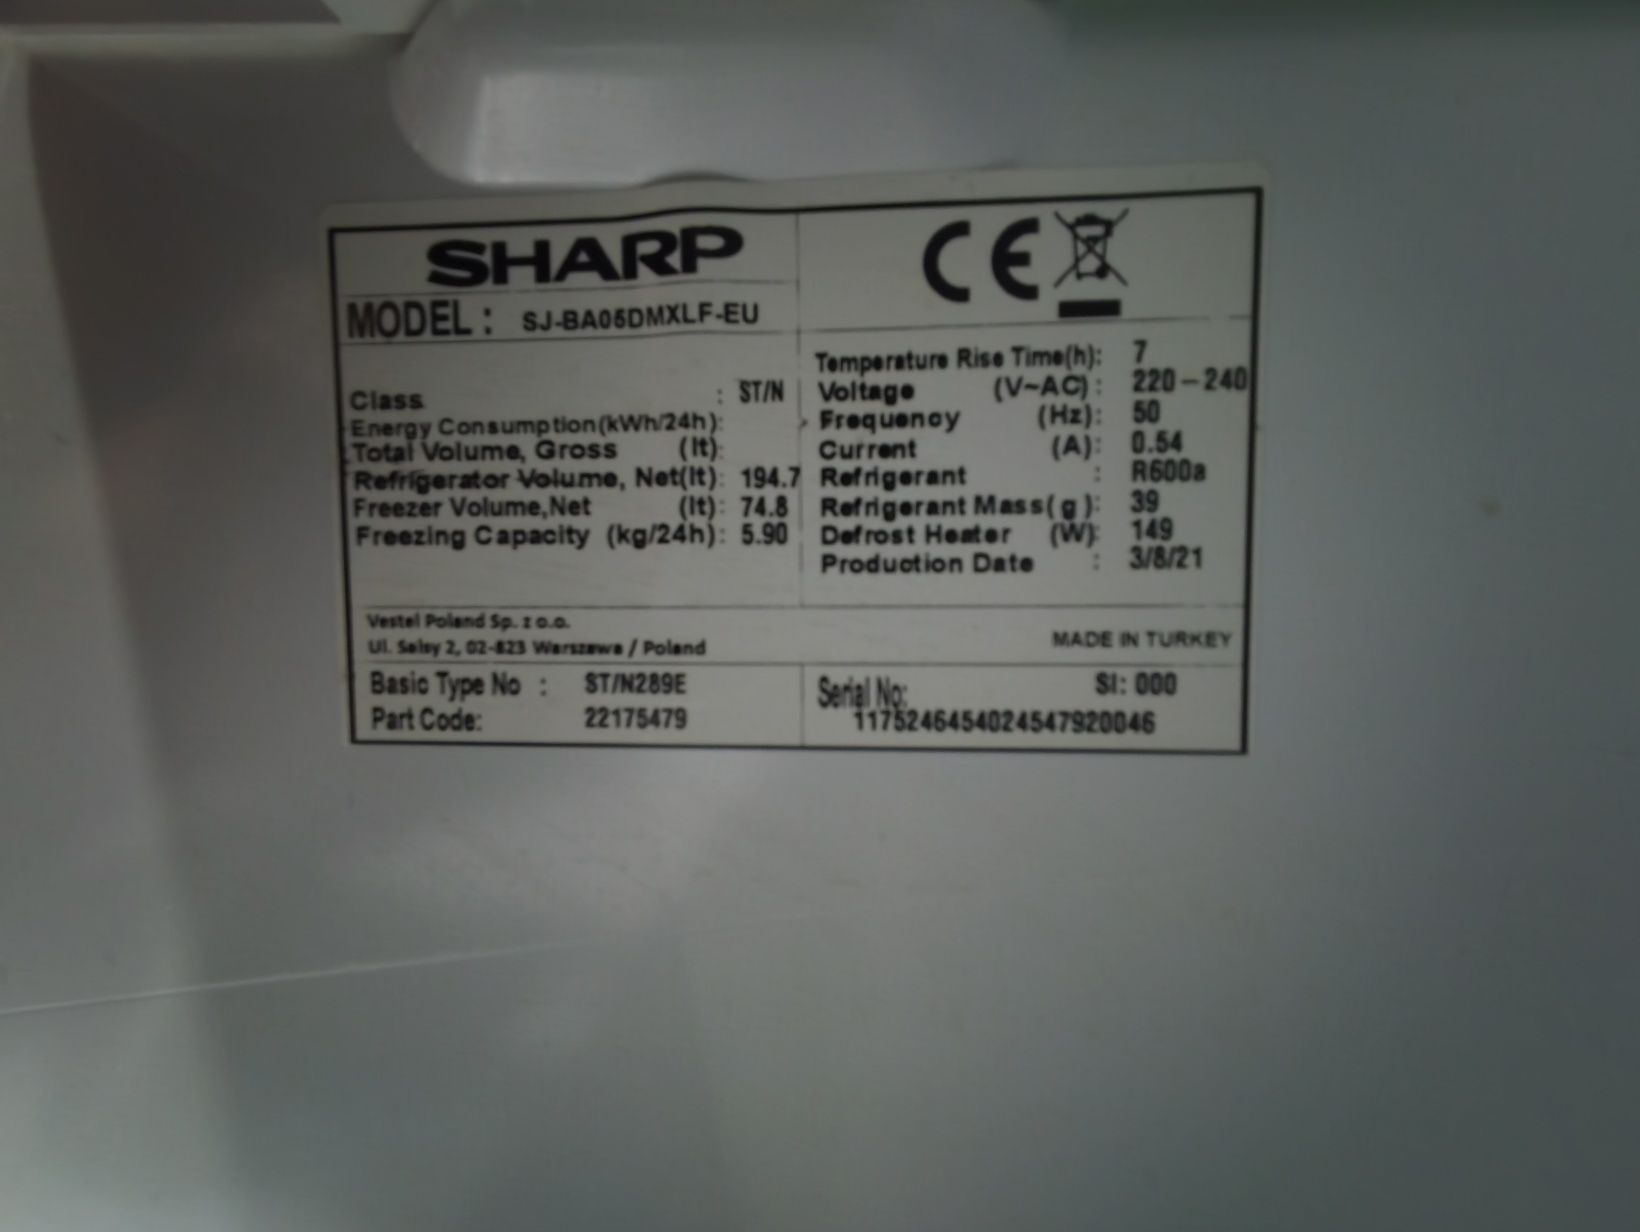 SHARP
CE
MODEL : SJ-BA05DMXLF-EU
Class : ST/N
Energy Consumption(kWh/24h):
Total Volume, Gross (lt):
Refrigerator Volume, Net(lt): 194.7
Freezer Volume,Net (lt): 74.8
Freezing Capacity (kg/24h): 5.90
Temperature Rise Time(h): 7
Voltage (V~AC) : 220-240
Frequency (Hz): 50
Current (A): 0.54
Refrigerant : R600a
Refrigerant Mass(g): 39
Defrost Heater (W): 149
Production Date : 3/8/21
Vestel Poland Sp. z o.o.
Ul. Salsy 2, 02-823 Warszawa / Poland
MADE IN TURKEY
Basic Type No : ST/N289E
Part Code: 22175479
Serial No: SI: 000
1175246454024547920046